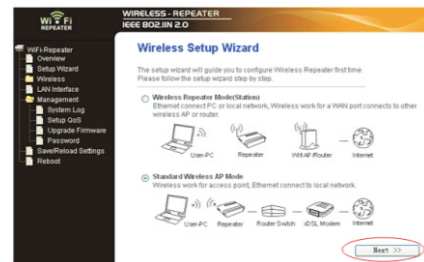 Wi Fi
REPEATER
WIRELESS - REPEATER
IEEE 802.11N 2.0
WiFi-Repeater
Overview
Setup Wizard
Wireless
LAN Interface
Management
System Log
Setup QoS
Upgrade Firmware
Password
Save/Reload Settings
Reboot
Wireless Setup Wizard
The setup wizard will guide you to configure Wireless Repeater first time.
Please follow the setup wizard step by step.
Wireless Repeater Mode(Station)
Ethernet connect PC or local network, Wireless work for a WAN port connects to other
wireless AP or router.
User-PC Repeater Wifi AP /Router Internet
Standard Wireless AP Mode
Wireless work for access point, Ethernet connect to local network.
User-PC Repeater Router Switch xDSL Modem Internet
Next >>